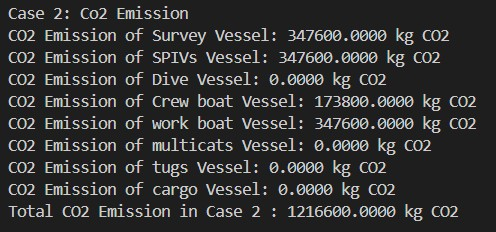 Case 2: Co2 Emission
CO2 Emission of Survey Vessel: 347600.0000 kg CO2
CO2 Emission of SPIVs Vessel: 347600.0000 kg CO2
CO2 Emission of Dive Vessel: 0.0000 kg CO2
CO2 Emission of Crew boat Vessel: 173800.0000 kg CO2
CO2 Emission of work boat Vessel: 347600.0000 kg CO2
CO2 Emission of multicats Vessel: 0.0000 kg CO2
CO2 Emission of tugs Vessel: 0.0000 kg CO2
CO2 Emission of cargo Vessel: 0.0000 kg CO2
Total CO2 Emission in Case 2 : 1216600.0000 kg CO2